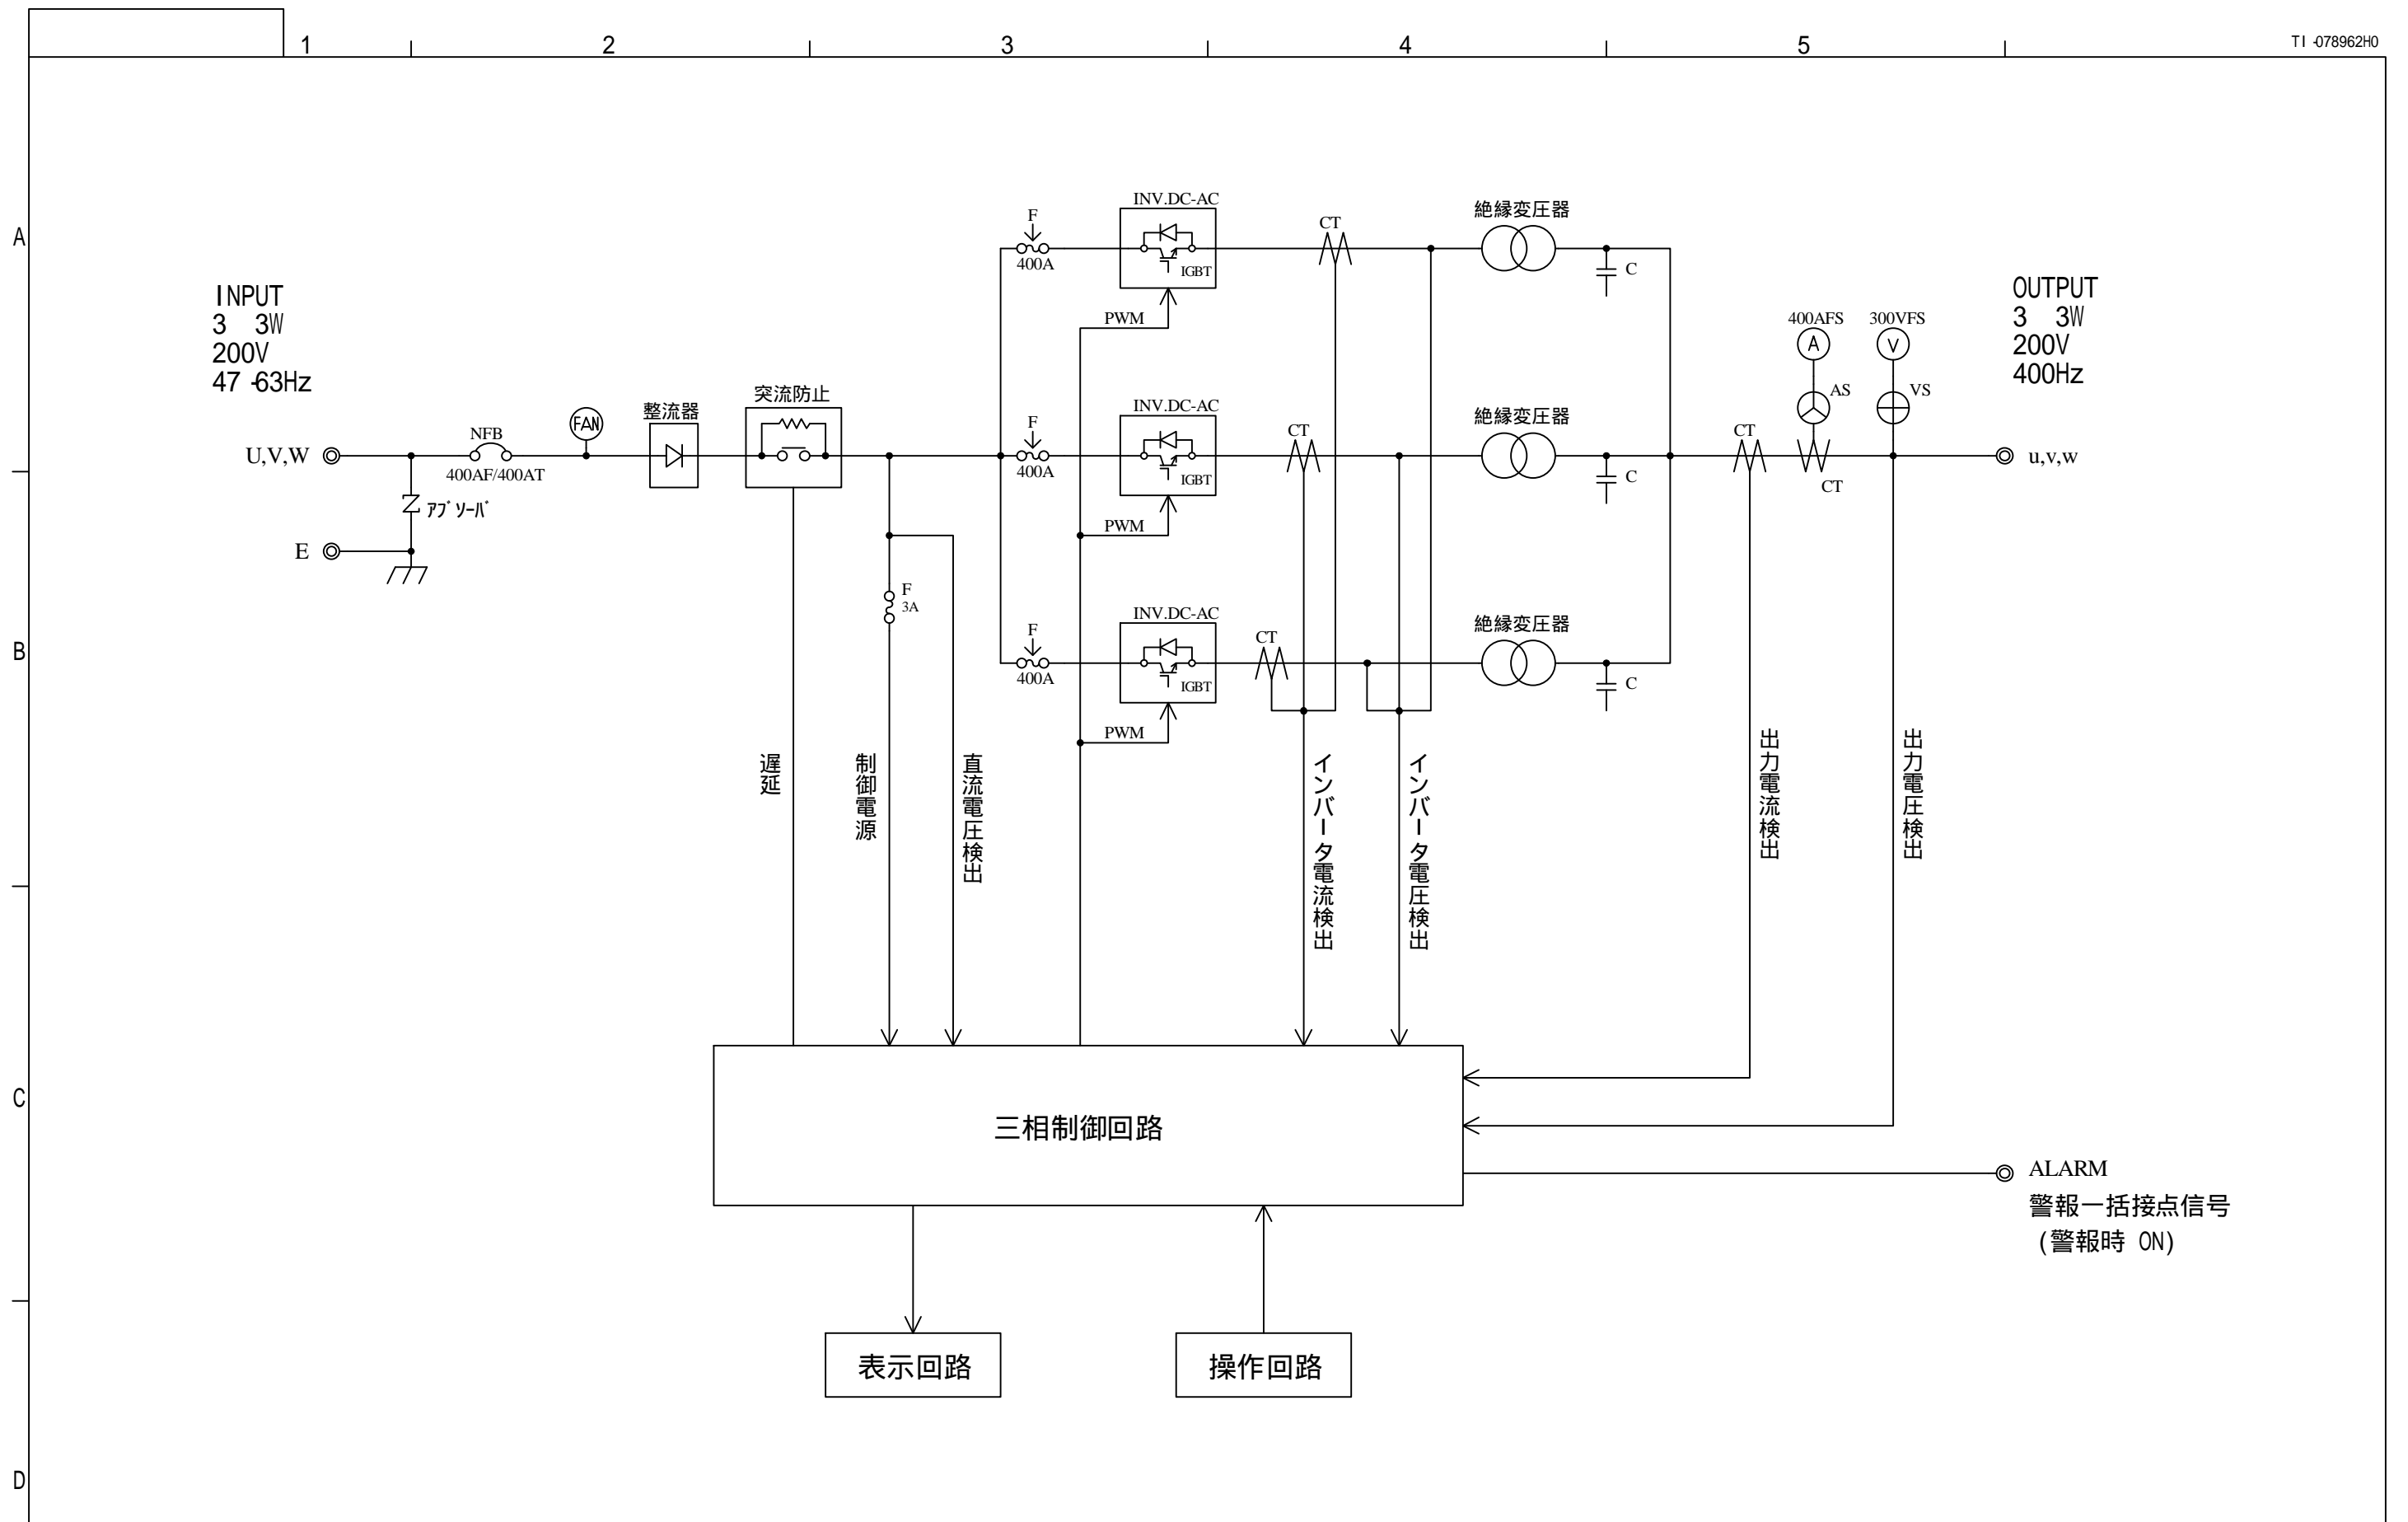 1 2 3 4 5
TI-078962H0
A
B
C
D
INPUT
3 3W
200V
47-63Hz
U,V,W
E
アブソーバ
NFB
400AF/400AT
FAN
整流器
突流防止
F
400A
INV.DC-AC
IGBT
PWM
CT
絶縁変圧器
C
F
400A
INV.DC-AC
IGBT
PWM
CT
絶縁変圧器
C
F
400A
INV.DC-AC
IGBT
PWM
CT
絶縁変圧器
C
F
3A
400AFS
A
AS
300VFS
V
VS
CT
CT
OUTPUT
3 3W
200V
400Hz
u,v,w
遅延
制御電源
直流電圧検出
インバータ電流検出
インバータ電圧検出
出力電流検出
出力電圧検出
三相制御回路
ALARM
警報一括接点信号
(警報時 ON)
表示回路
操作回路